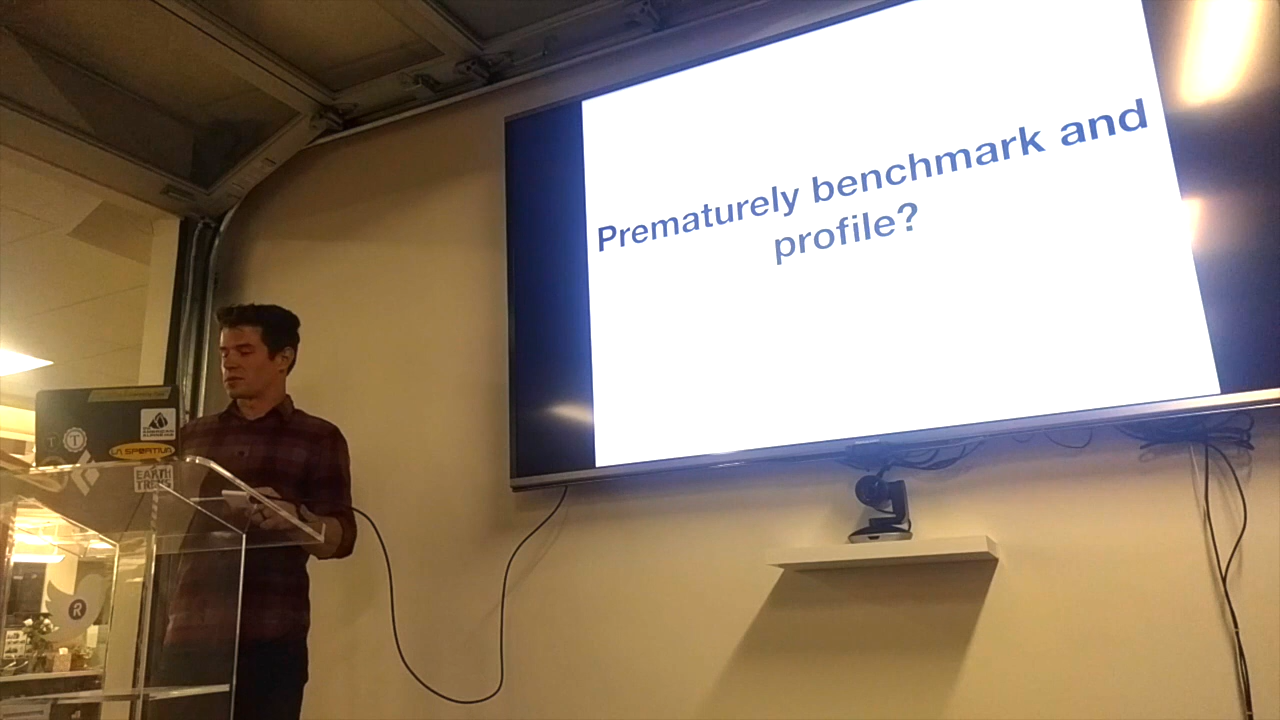 Prematurely benchmark and
profile?
LA SPORTIVA
EARTH
TREKS
T
T
R